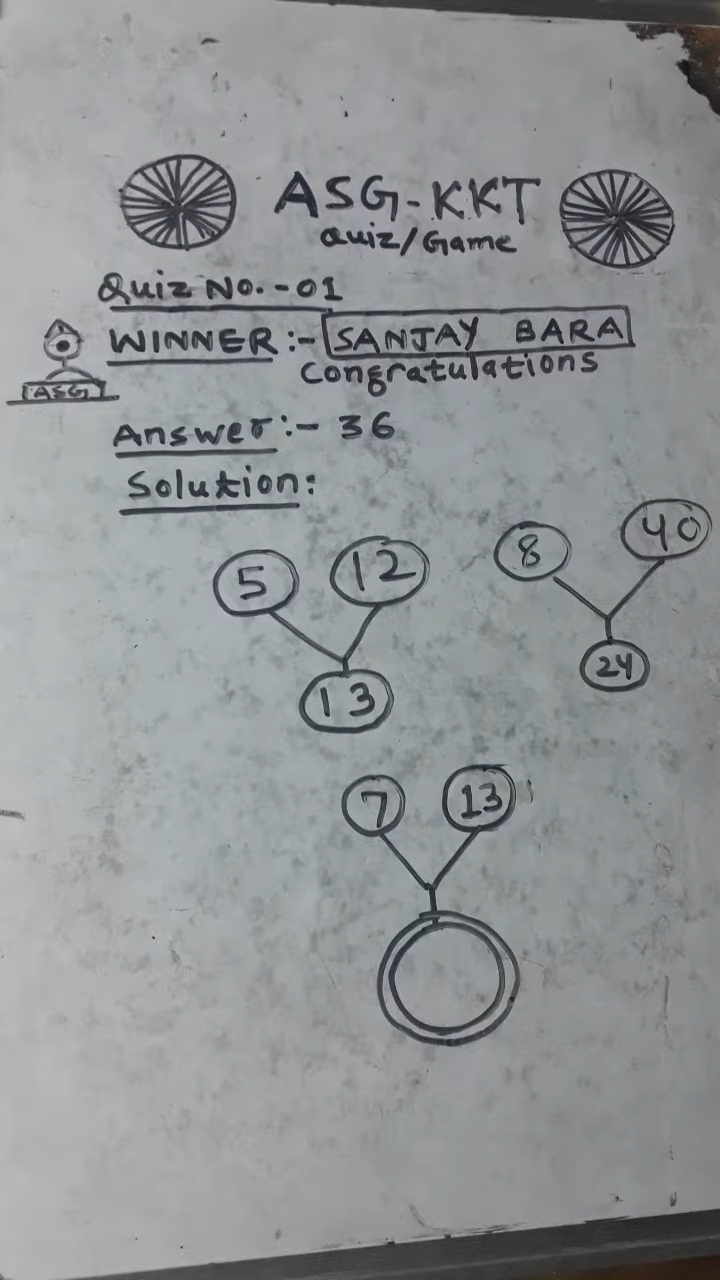 ASG-KKT
Quiz/Game
Quiz No.-01
WINNER:- SANJAY BARA
Congratulations
ASG
Answer:- 36
Solution:
5 12
13
8 40
24
7 13